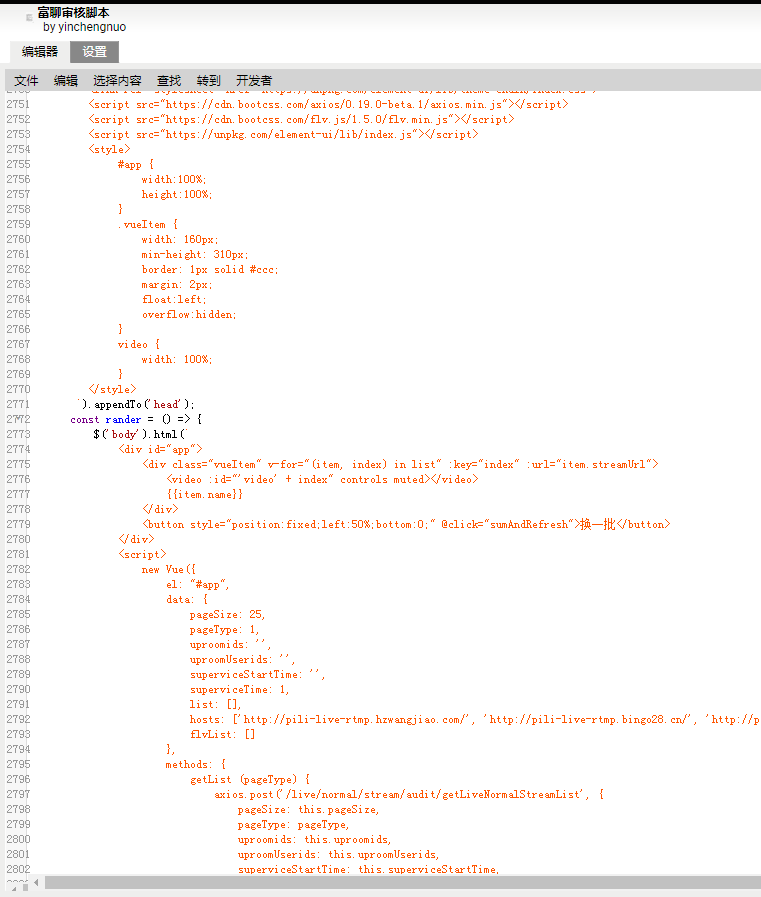 富聊审核脚本
by yinchengnuo
编辑器 设置
文件 编辑 选择内容 查找 转到 开发者
2751 <script src="https://cdn.bootcss.com/axios/0.19.0-beta.1/axios.min.js"></script>
2752 <script src="https://cdn.bootcss.com/flv.js/1.5.0/flv.min.js"></script>
2753 <script src="https://unpkg.com/element-ui/lib/index.js"></script>
2754 <style>
2755 #app {
2756 width:100%;
2757 height:100%;
2758 }
2759 .vueItem {
2760 width: 160px;
2761 min-height: 310px;
2762 border: 1px solid #ccc;
2763 margin: 2px;
2764 float:left;
2765 overflow:hidden;
2766 }
2767 video {
2768 width: 100%;
2769 }
2770 </style>
2771 `).appendTo('head');
2772 const rander = () => {
2773 $('body').html(`
2774 <div id="app">
2775 <div class="vueItem" v-for="(item, index) in list" :key="index" :url="item.streamUrl">
2776 <video :id="'video' + index" controls muted></video>
2777 {{item.name}}
2778 </div>
2779 <button style="position:fixed;left:50%;bottom:0;" @click="sumAndRefresh">换一批</button>
2780 </div>
2781 <script>
2782 new Vue({
2783 el: "#app",
2784 data: {
2785 pageSize: 25,
2786 pageType: 1,
2787 uproomids: '',
2788 uproomUserids: '',
2789 superviceStartTime: '',
2790 superviceTime: 1,
2791 list: [],
2792 hosts: ['http://pili-live-rtmp.hzwangjiao.com/', 'http://pili-live-rtmp.bingo28.cn/', 'http://p
2793 flvList: []
2794 },
2795 methods: {
2796 getList (pageType) {
2797 axios.post('/live/normal/stream/audit/getLiveNormalStreamList', {
2798 pageSize: this.pageSize,
2799 pageType: pageType,
2800 uproomids: this.uproomids,
2801 uproomUserids: this.uproomUserids,
2802 superviceStartTime: this.superviceStartTime,